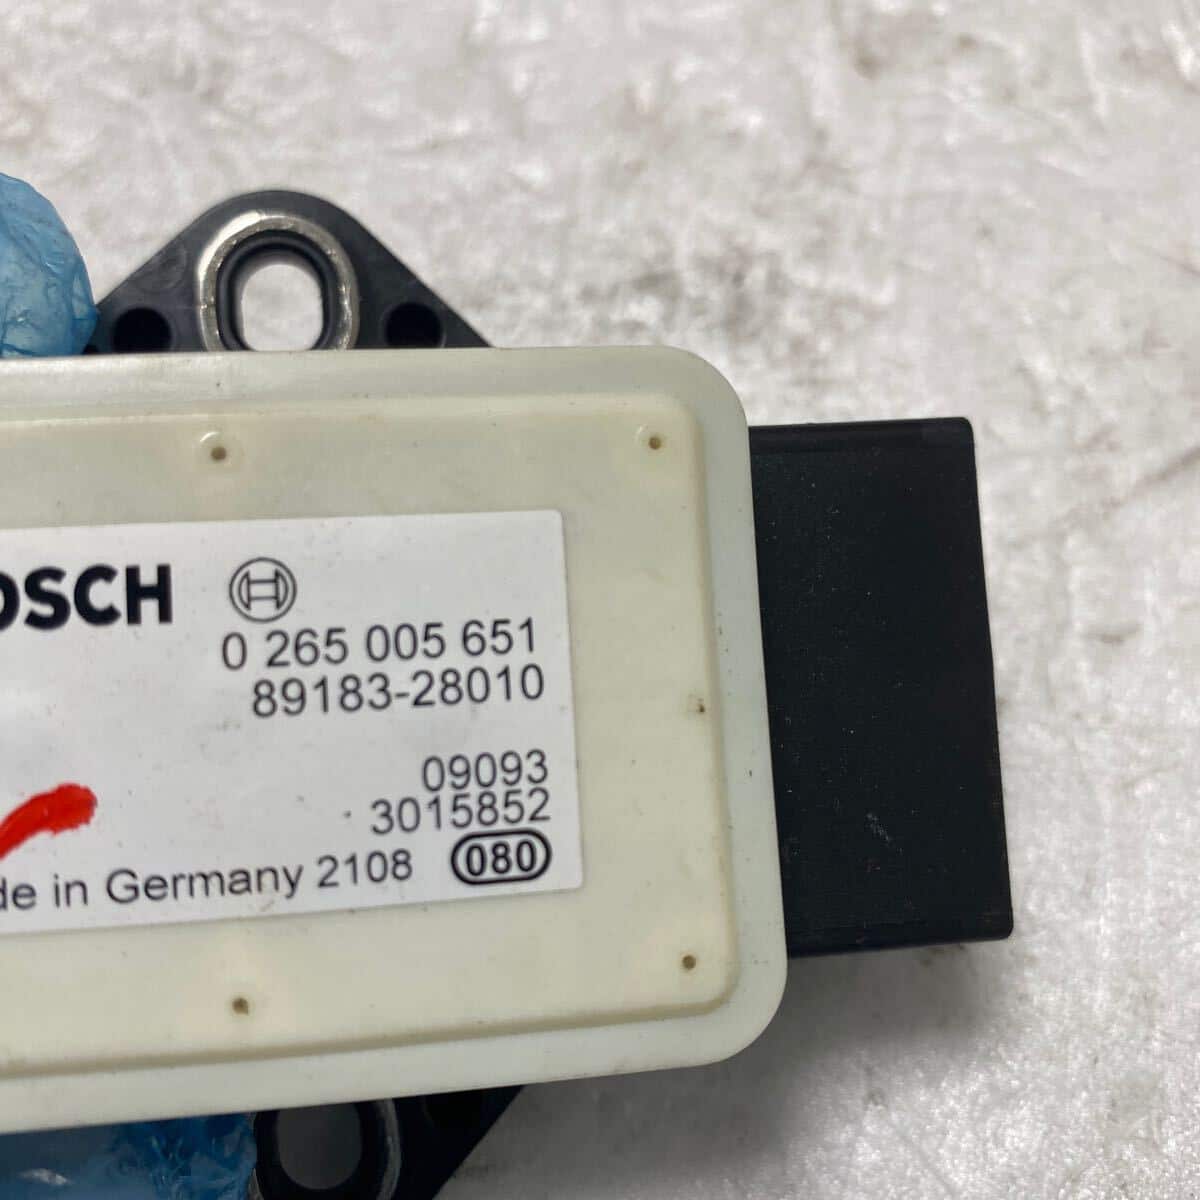 OSCH
0 265 005 651
89183-28010
09093
3015852
de in Germany 2108 080